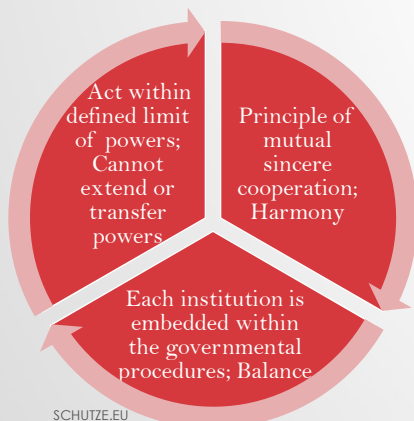 Act within
defined limit
of powers;
Cannot
extend or
transfer
powers
Principle of
mutual
sincere
cooperation;
Harmony
Each institution is
embedded within
the governmental
procedures; Balance
SCHUTZE.EU